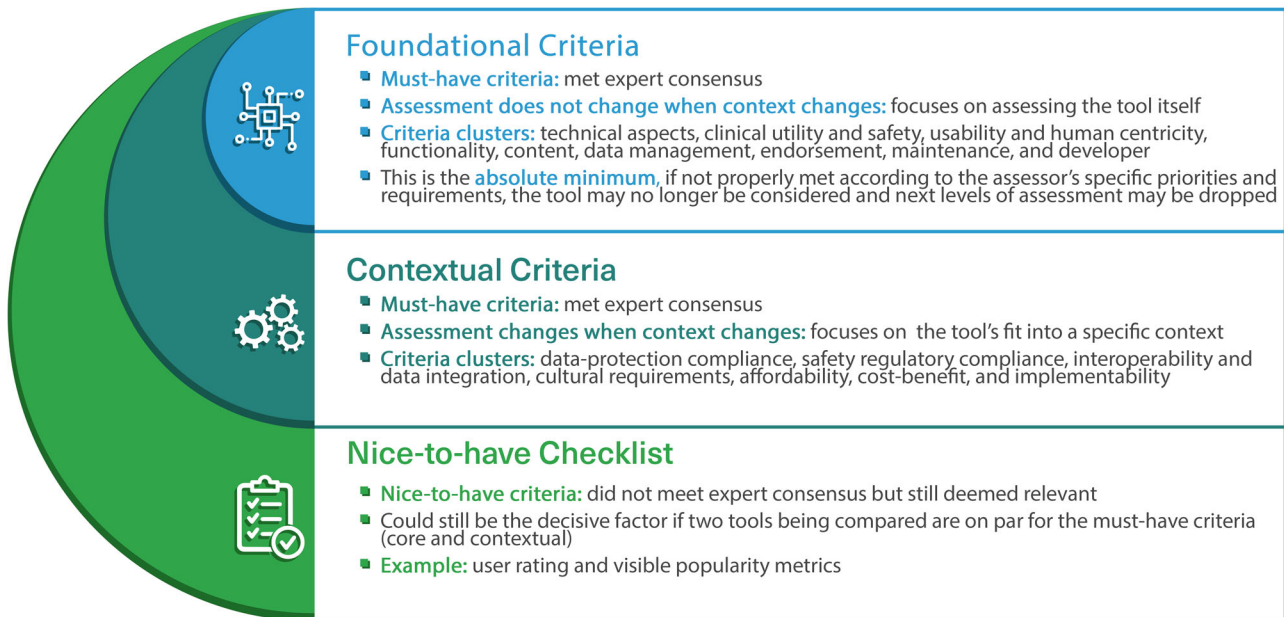 Foundational Criteria
Must-have criteria: met expert consensus
Assessment does not change when context changes: focuses on assessing the tool itself
Criteria clusters: technical aspects, clinical utility and safety, usability and human centricity,
functionality, content, data management, endorsement, maintenance, and developer
This is the absolute minimum, if not properly met according to the assessor's specific priorities and
requirements, the tool may no longer be considered and next levels of assessment may be dropped
Contextual Criteria
Must-have criteria: met expert consensus
Assessment changes when context changes: focuses on the tool's fit into a specific context
Criteria clusters: data-protection compliance, safety regulatory compliance, interoperability and
data integration, cultural requirements, affordability, cost-benefit, and implementability
Nice-to-have Checklist
Nice-to-have criteria: did not meet expert consensus but still deemed relevant
Could still be the decisive factor if two tools being compared are on par for the must-have criteria
(core and contextual)
Example: user rating and visible popularity metrics